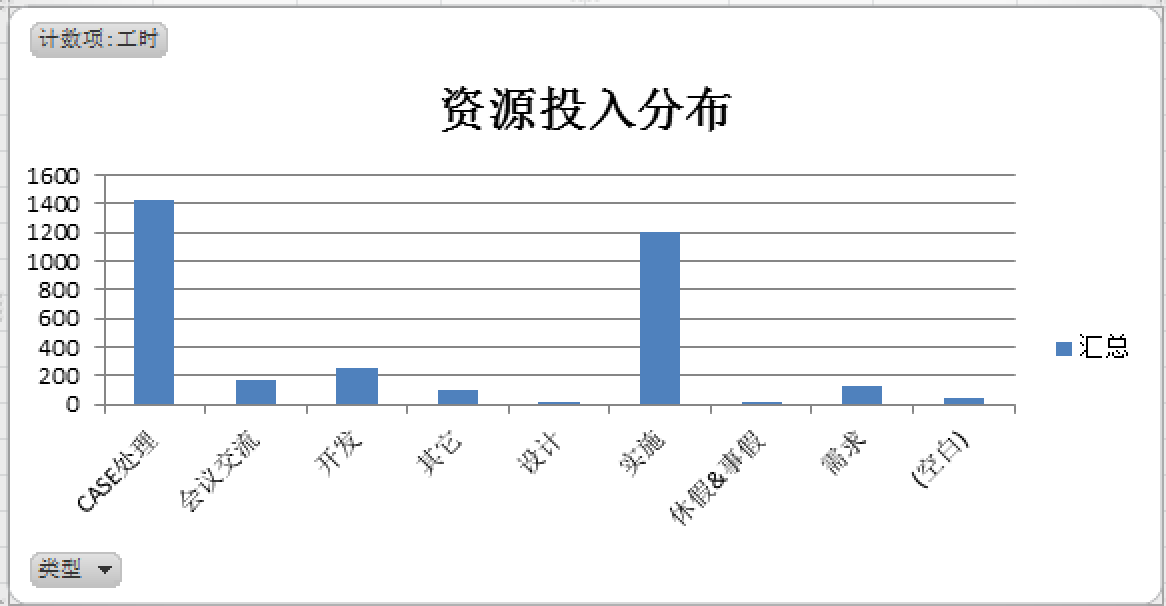 计数项:工时
资源投入分布
1600
1400
1200
1000
800
600
400
200
0
汇总
CASE处理
会议交流
开发
其它
设计
实施
休假&事假
需求
(空白)
类型